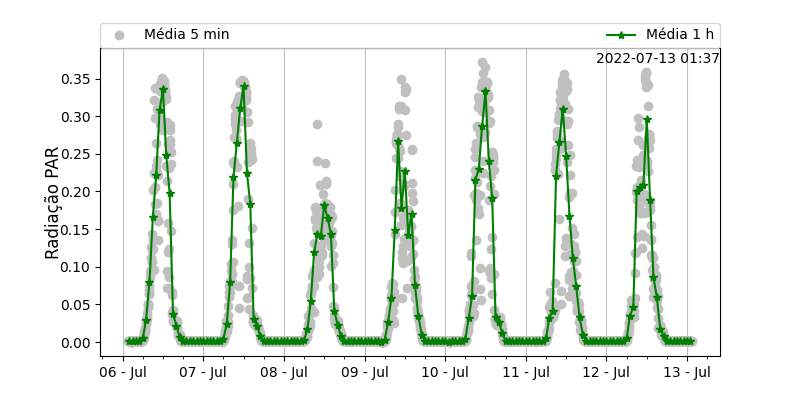 Média 5 min
Média 1 h
2022-07-13 01:37
Radiação PAR
0.35
0.30
0.25
0.20
0.15
0.10
0.05
0.00
06 - Jul
07 - Jul
08 - Jul
09 - Jul
10 - Jul
11 - Jul
12 - Jul
13 - Jul